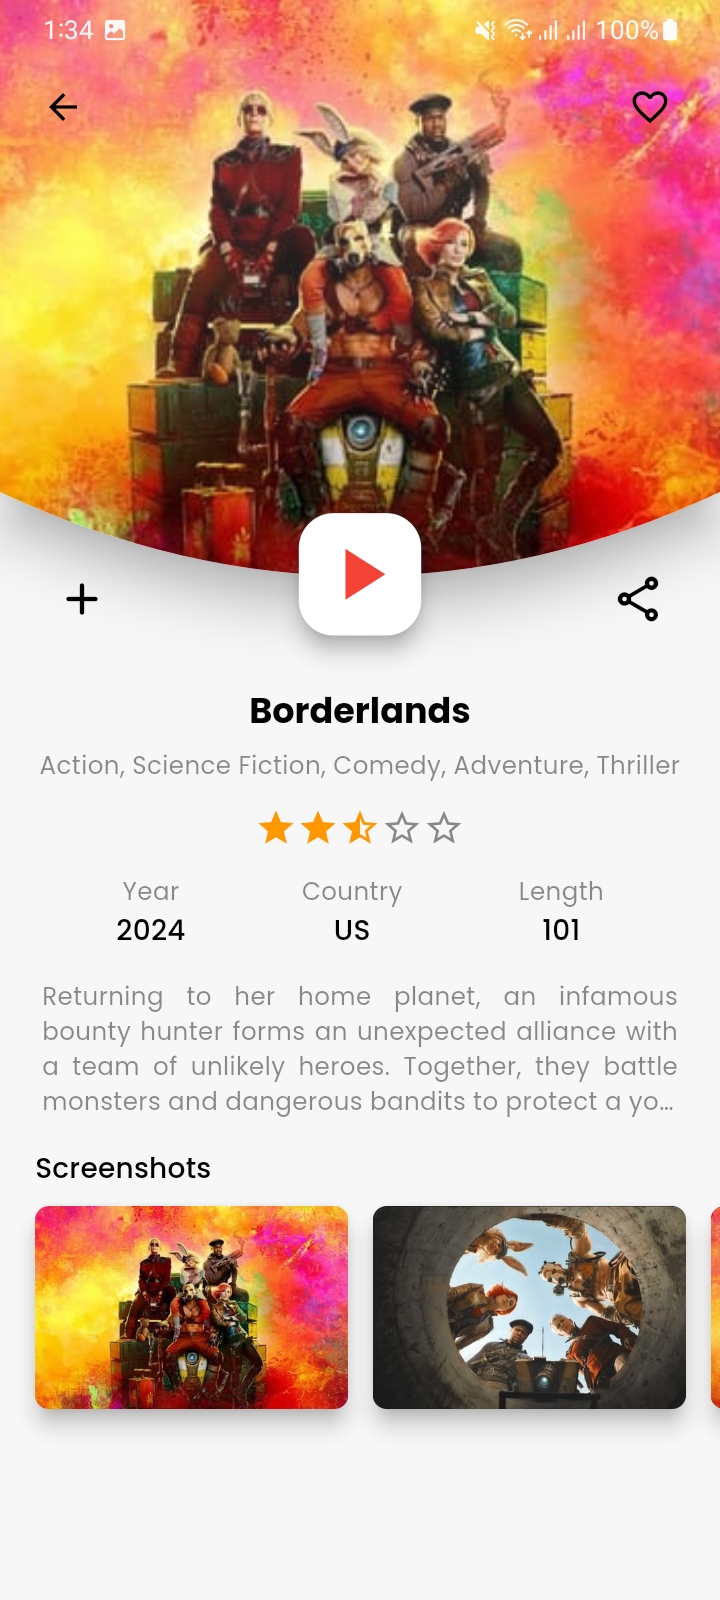 1:34 100%
Borderlands
Action, Science Fiction, Comedy, Adventure, Thriller
Year Country Length
2024 US 101
Returning to her home planet, an infamous
bounty hunter forms an unexpected alliance with
a team of unlikely heroes. Together, they battle
monsters and dangerous bandits to protect a yo...
Screenshots